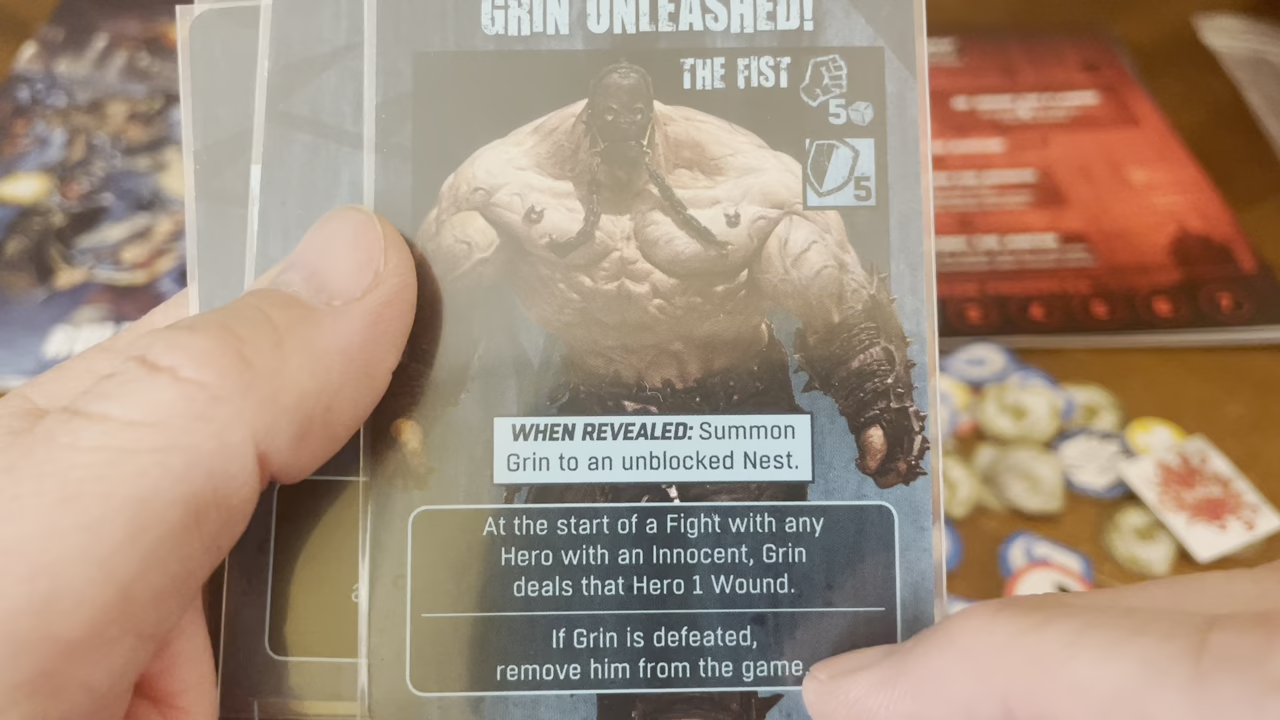 GRIN UNLEASHED!
THE FIST
5
5
WHEN REVEALED: Summon
Grin to an unblocked Nest.
At the start of a Fight with any
Hero with an Innocent, Grin
deals that Hero 1 Wound.
If Grin is defeated,
remove him from the game.